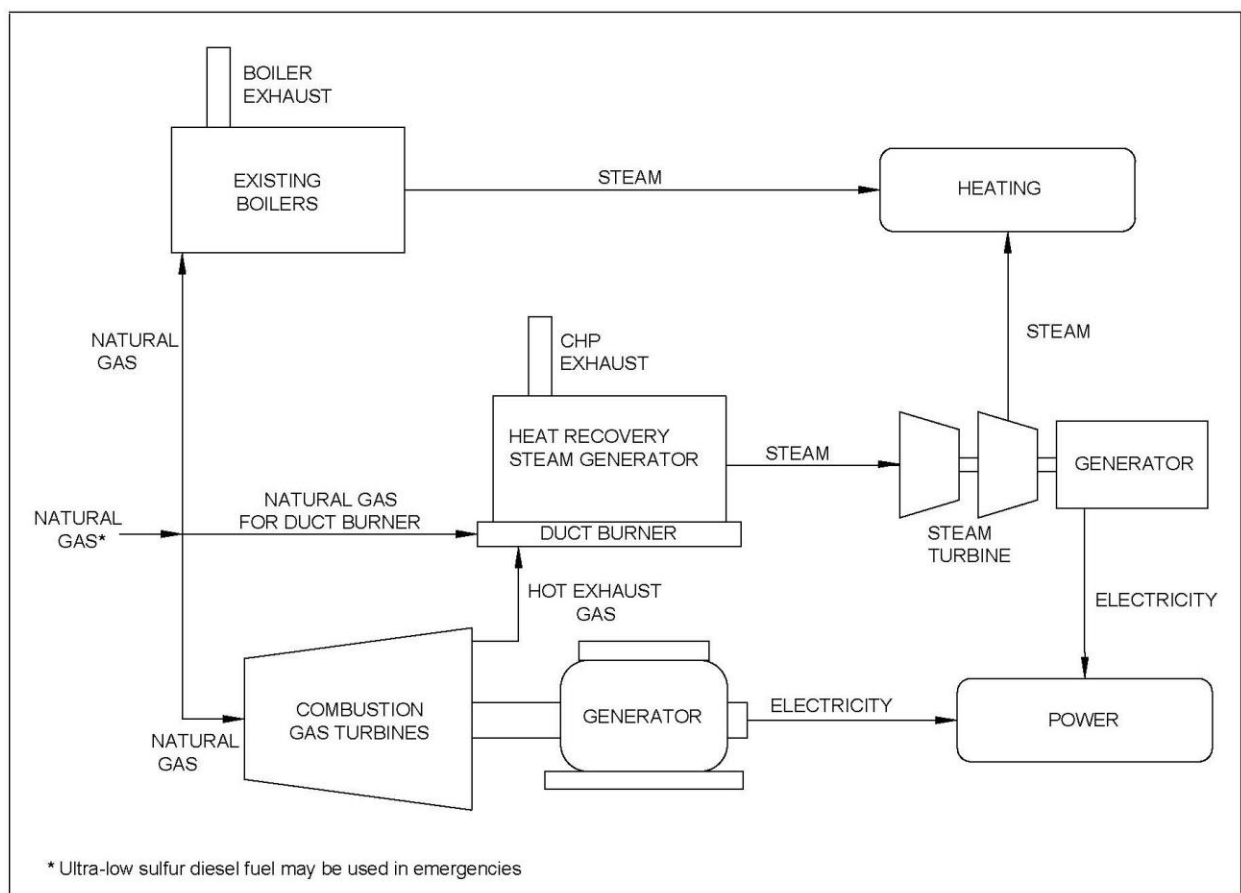 BOILER
EXHAUST
EXISTING
BOILERS
STEAM
HEATING
NATURAL
GAS
STEAM
CHP
EXHAUST
HEAT RECOVERY
STEAM GENERATOR
STEAM
GENERATOR
NATURAL
GAS*
NATURAL GAS
FOR DUCT BURNER
DUCT BURNER
STEAM
TURBINE
HOT EXHAUST
GAS
ELECTRICITY
COMBUSTION
GAS TURBINES
GENERATOR
ELECTRICITY
POWER
NATURAL
GAS
* Ultra-low sulfur diesel fuel may be used in emergencies